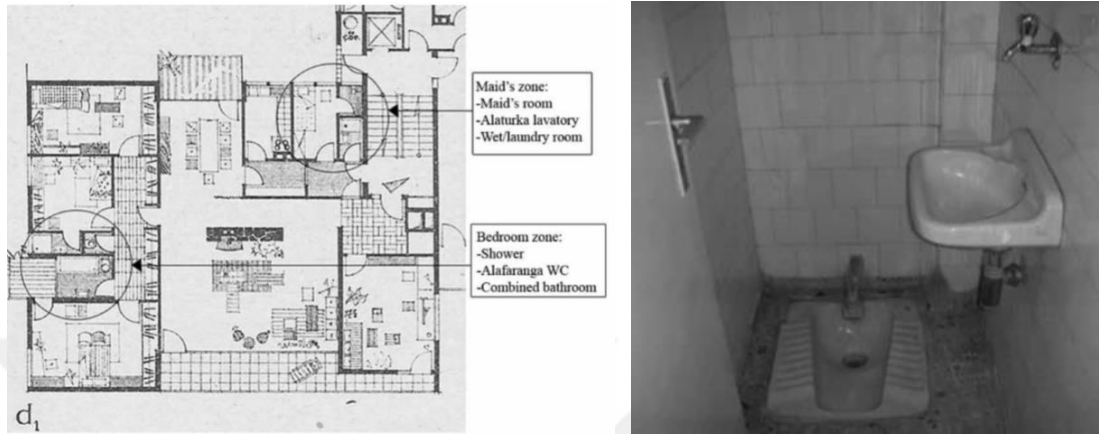 Maid's zone:
-Maid's room
-Alaturka lavatory
-Wet/laundry room
Bedroom zone:
-Shower
-Alafaranga WC
-Combined bathroom
d1